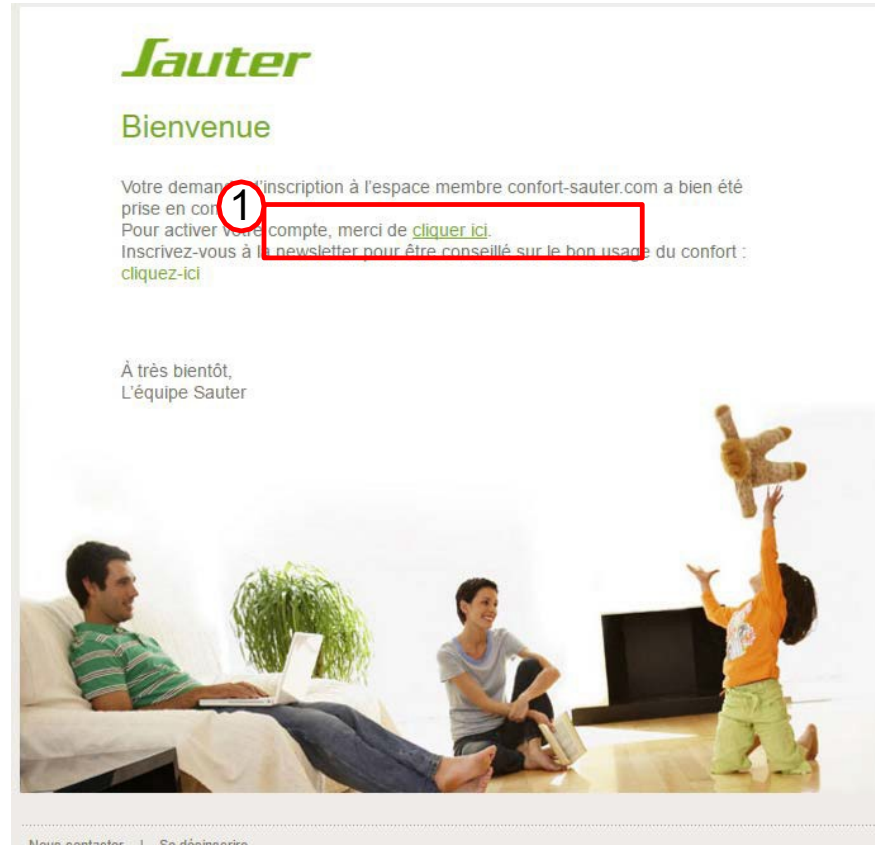 Sauter
Bienvenue
Votre demande d'inscription à l'espace membre confort-sauter.com a bien été
prise en
1
Pour activer votre compte, merci de cliquer ici.
Inscrivez-vous à la newsletter pour être conseillé sur le bon usage du confort :
cliquez-ici
À très bientôt,
L'équipe Sauter
Nous contacter | Se désinscrire